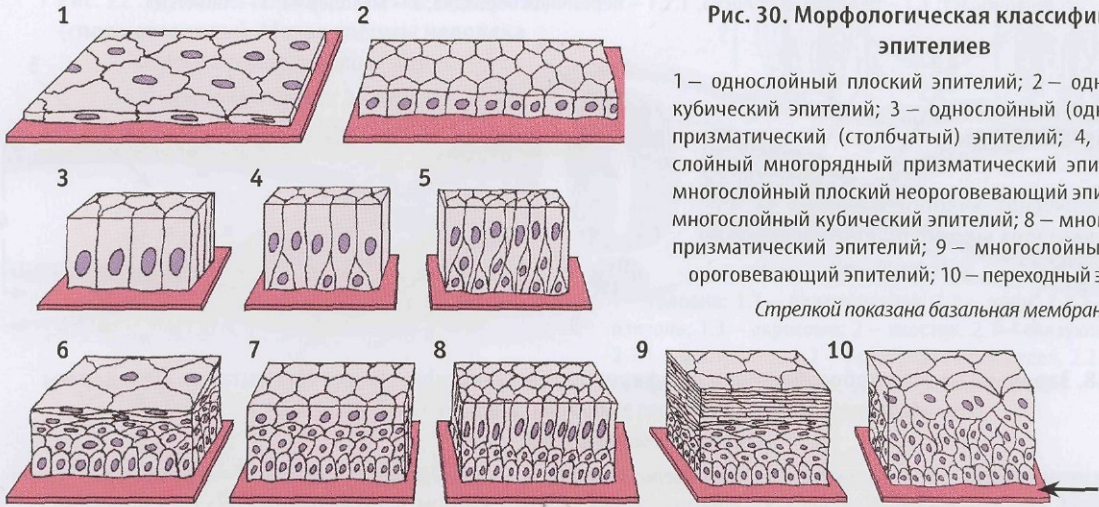 1
2
Рис. 30. Морфологическая классифи
эпителиев
1 – однослойный плоский эпителий; 2 – одн
кубический эпителий; 3 – однослойный (одн
призматический (столбчатый) эпителий; 4,
слойный многорядный призматический эпи
многослойный плоский неороговевающий эпи
многослойный кубический эпителий; 8 – мно
призматический эпителий; 9 – многослойны
ороговевающий эпителий; 10 – переходный э
Стрелкой показана базальная мембран
3
4
5
6
7
8
9
10